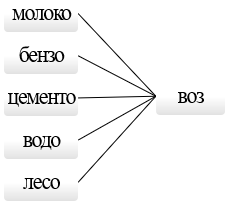 молоко
бензо
цементо
водо
лесо
воз